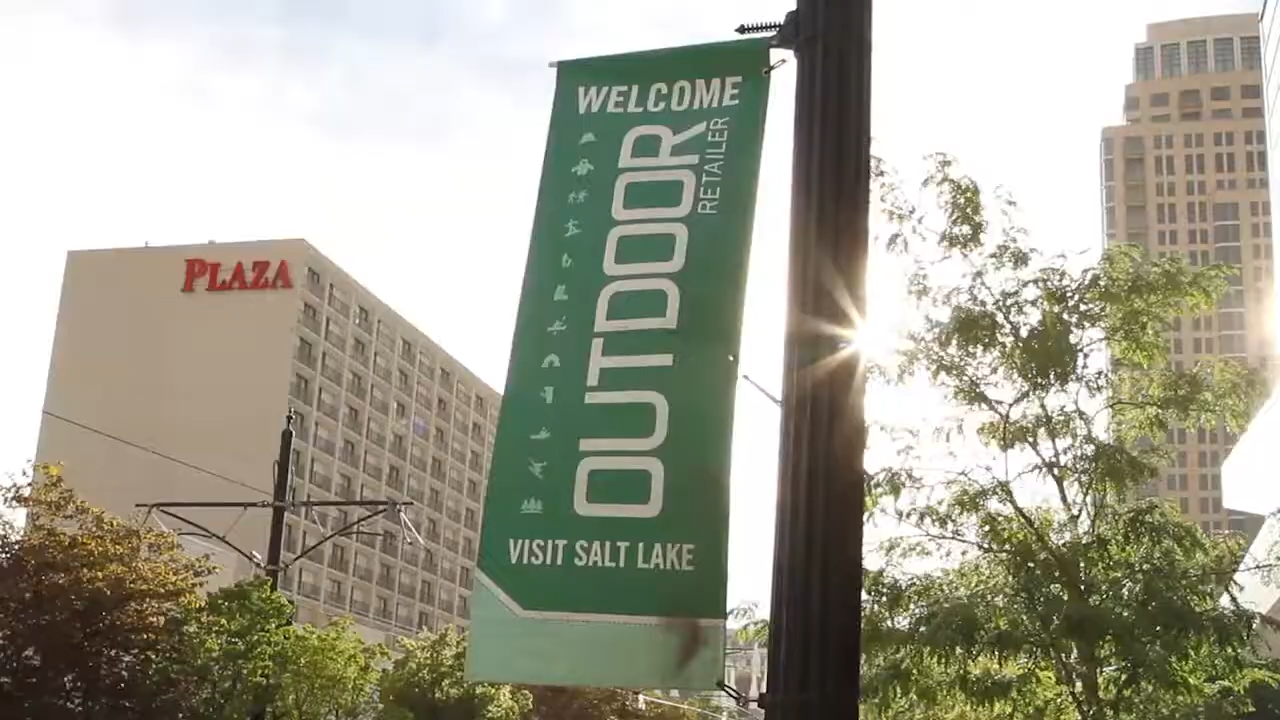 PLAZA
WELCOME
OUTDOOR
RETAILER
VISIT SALT LAKE